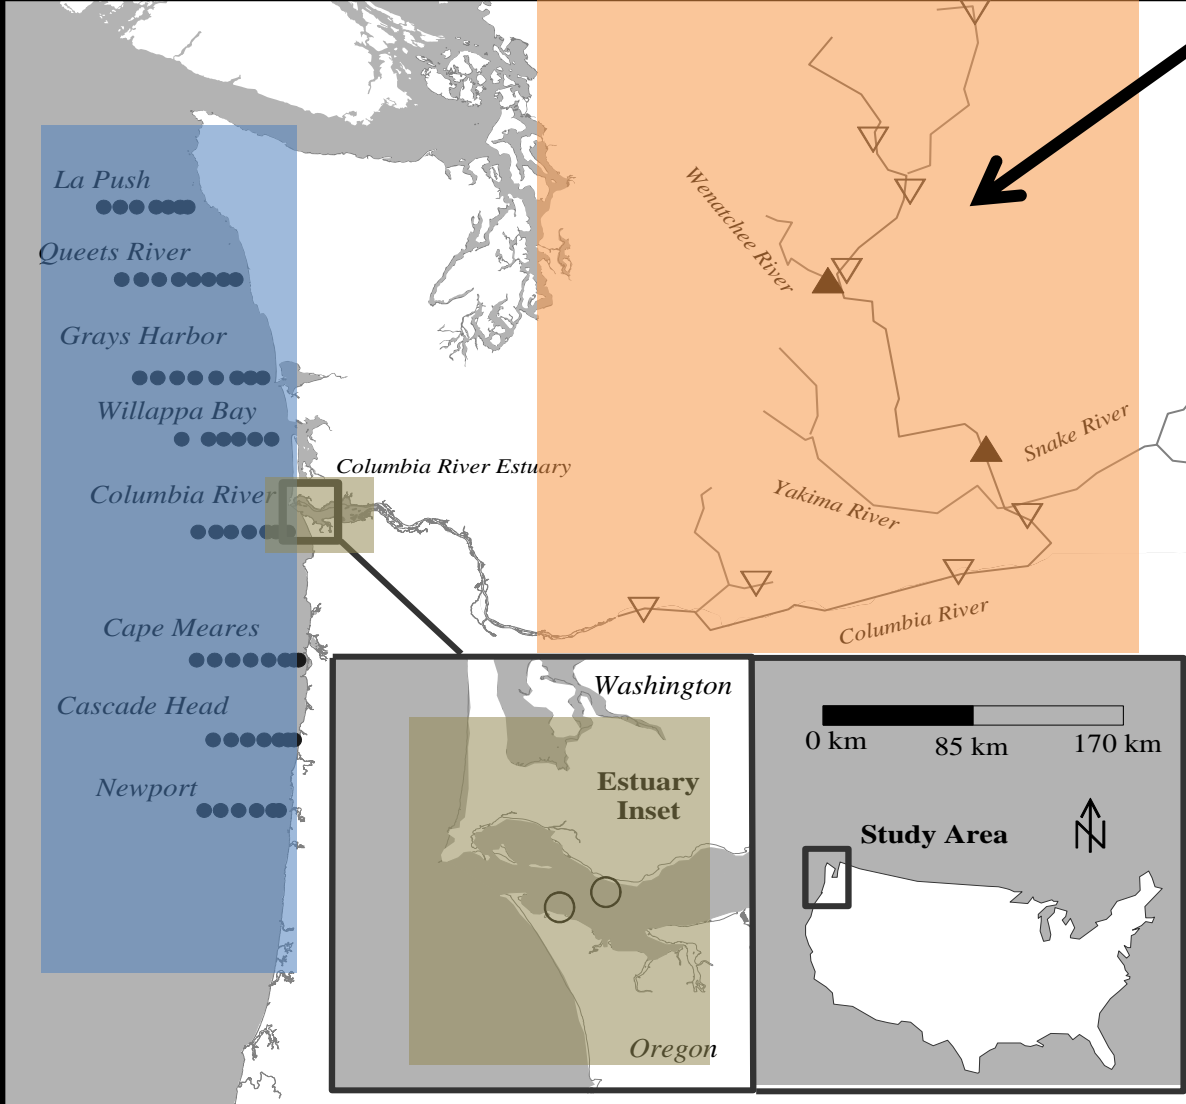 La Push
Queets River
Grays Harbor
Willappa Bay
Columbia River
Cape Meares
Cascade Head
Newport
Columbia River Estuary
Wenatchee River
Snake River
Yakima River
Columbia River
Washington
Estuary
Inset
Oregon
0 km
85 km
170 km
Study Area
N